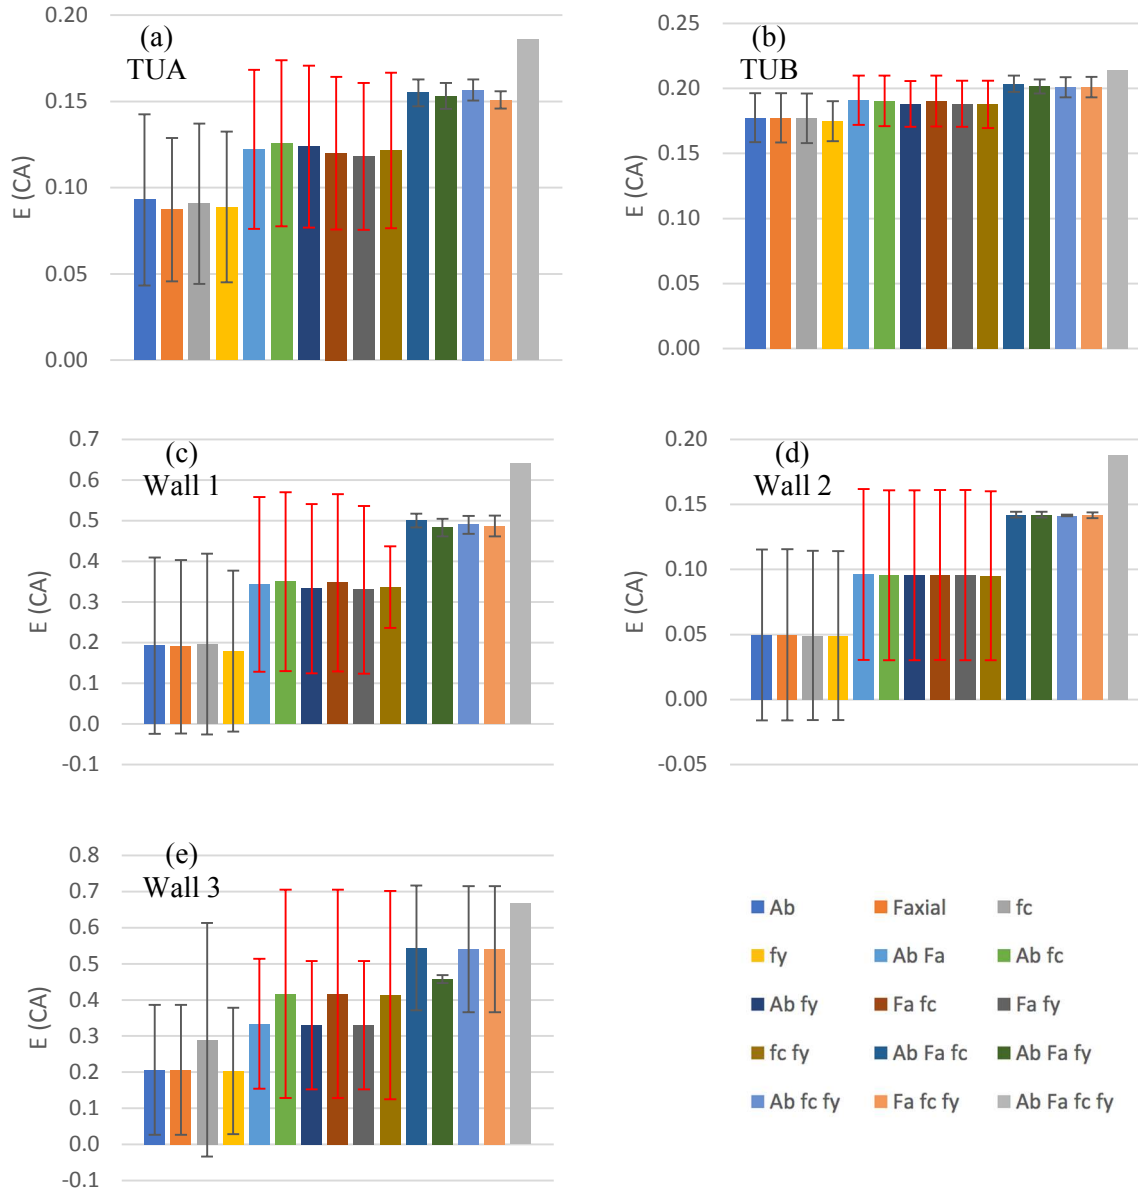 (a)
TUA
E (CA)
0.20
0.15
0.10
0.05
0.00
(b)
TUB
E (CA)
0.25
0.20
0.15
0.10
0.05
0.00
(c)
Wall 1
E (CA)
0.7
0.6
0.5
0.4
0.3
0.2
0.1
0.0
-0.1
(d)
Wall 2
E (CA)
0.20
0.15
0.10
0.05
0.00
-0.05
(e)
Wall 3
E (CA)
0.8
0.7
0.6
0.5
0.4
0.3
0.2
0.1
0.0
-0.1
Ab Faxial fc
fy Ab Fa Ab fc
Ab fy Fa fc Fa fy
fc fy Ab Fa fc Ab Fa fy
Ab fc fy Fa fc fy Ab Fa fc fy